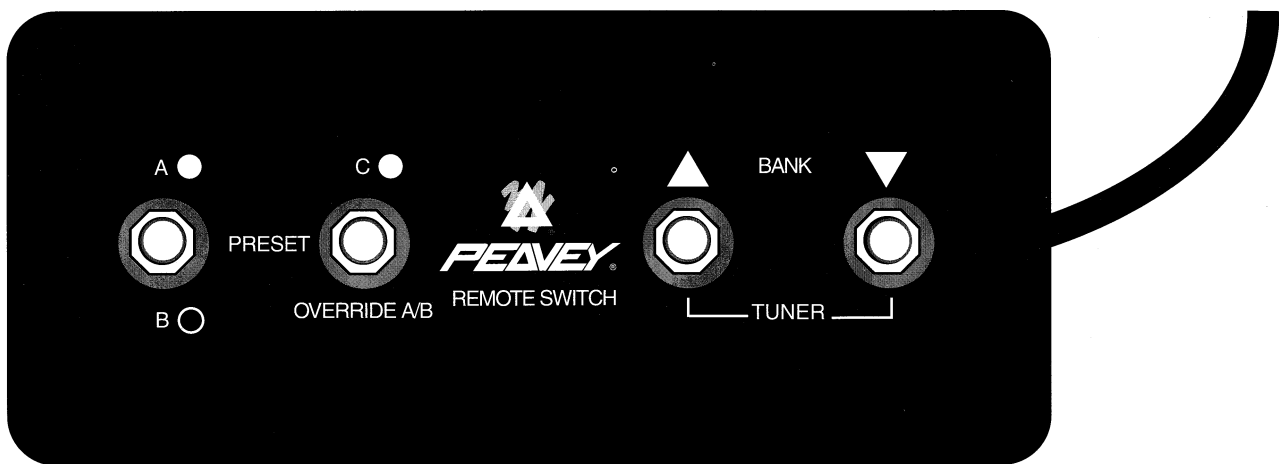 A
C
BANK
PRESET
PEAVEY®
B
OVERRIDE A/B
REMOTE SWITCH
TUNER